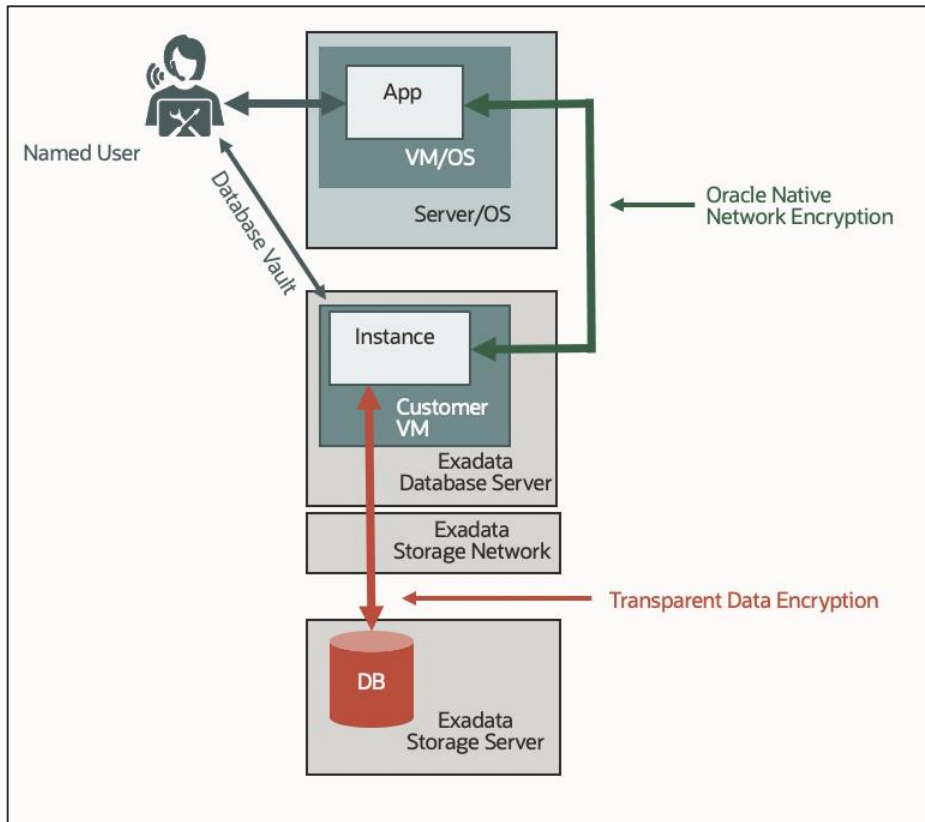 App
VM/OS
Server/OS
Named User
Database Vault
Oracle Native
Network Encryption
Instance
Customer
VM
Exadata
Database Server
Exadata
Storage Network
Transparent Data Encryption
DB
Exadata
Storage Server